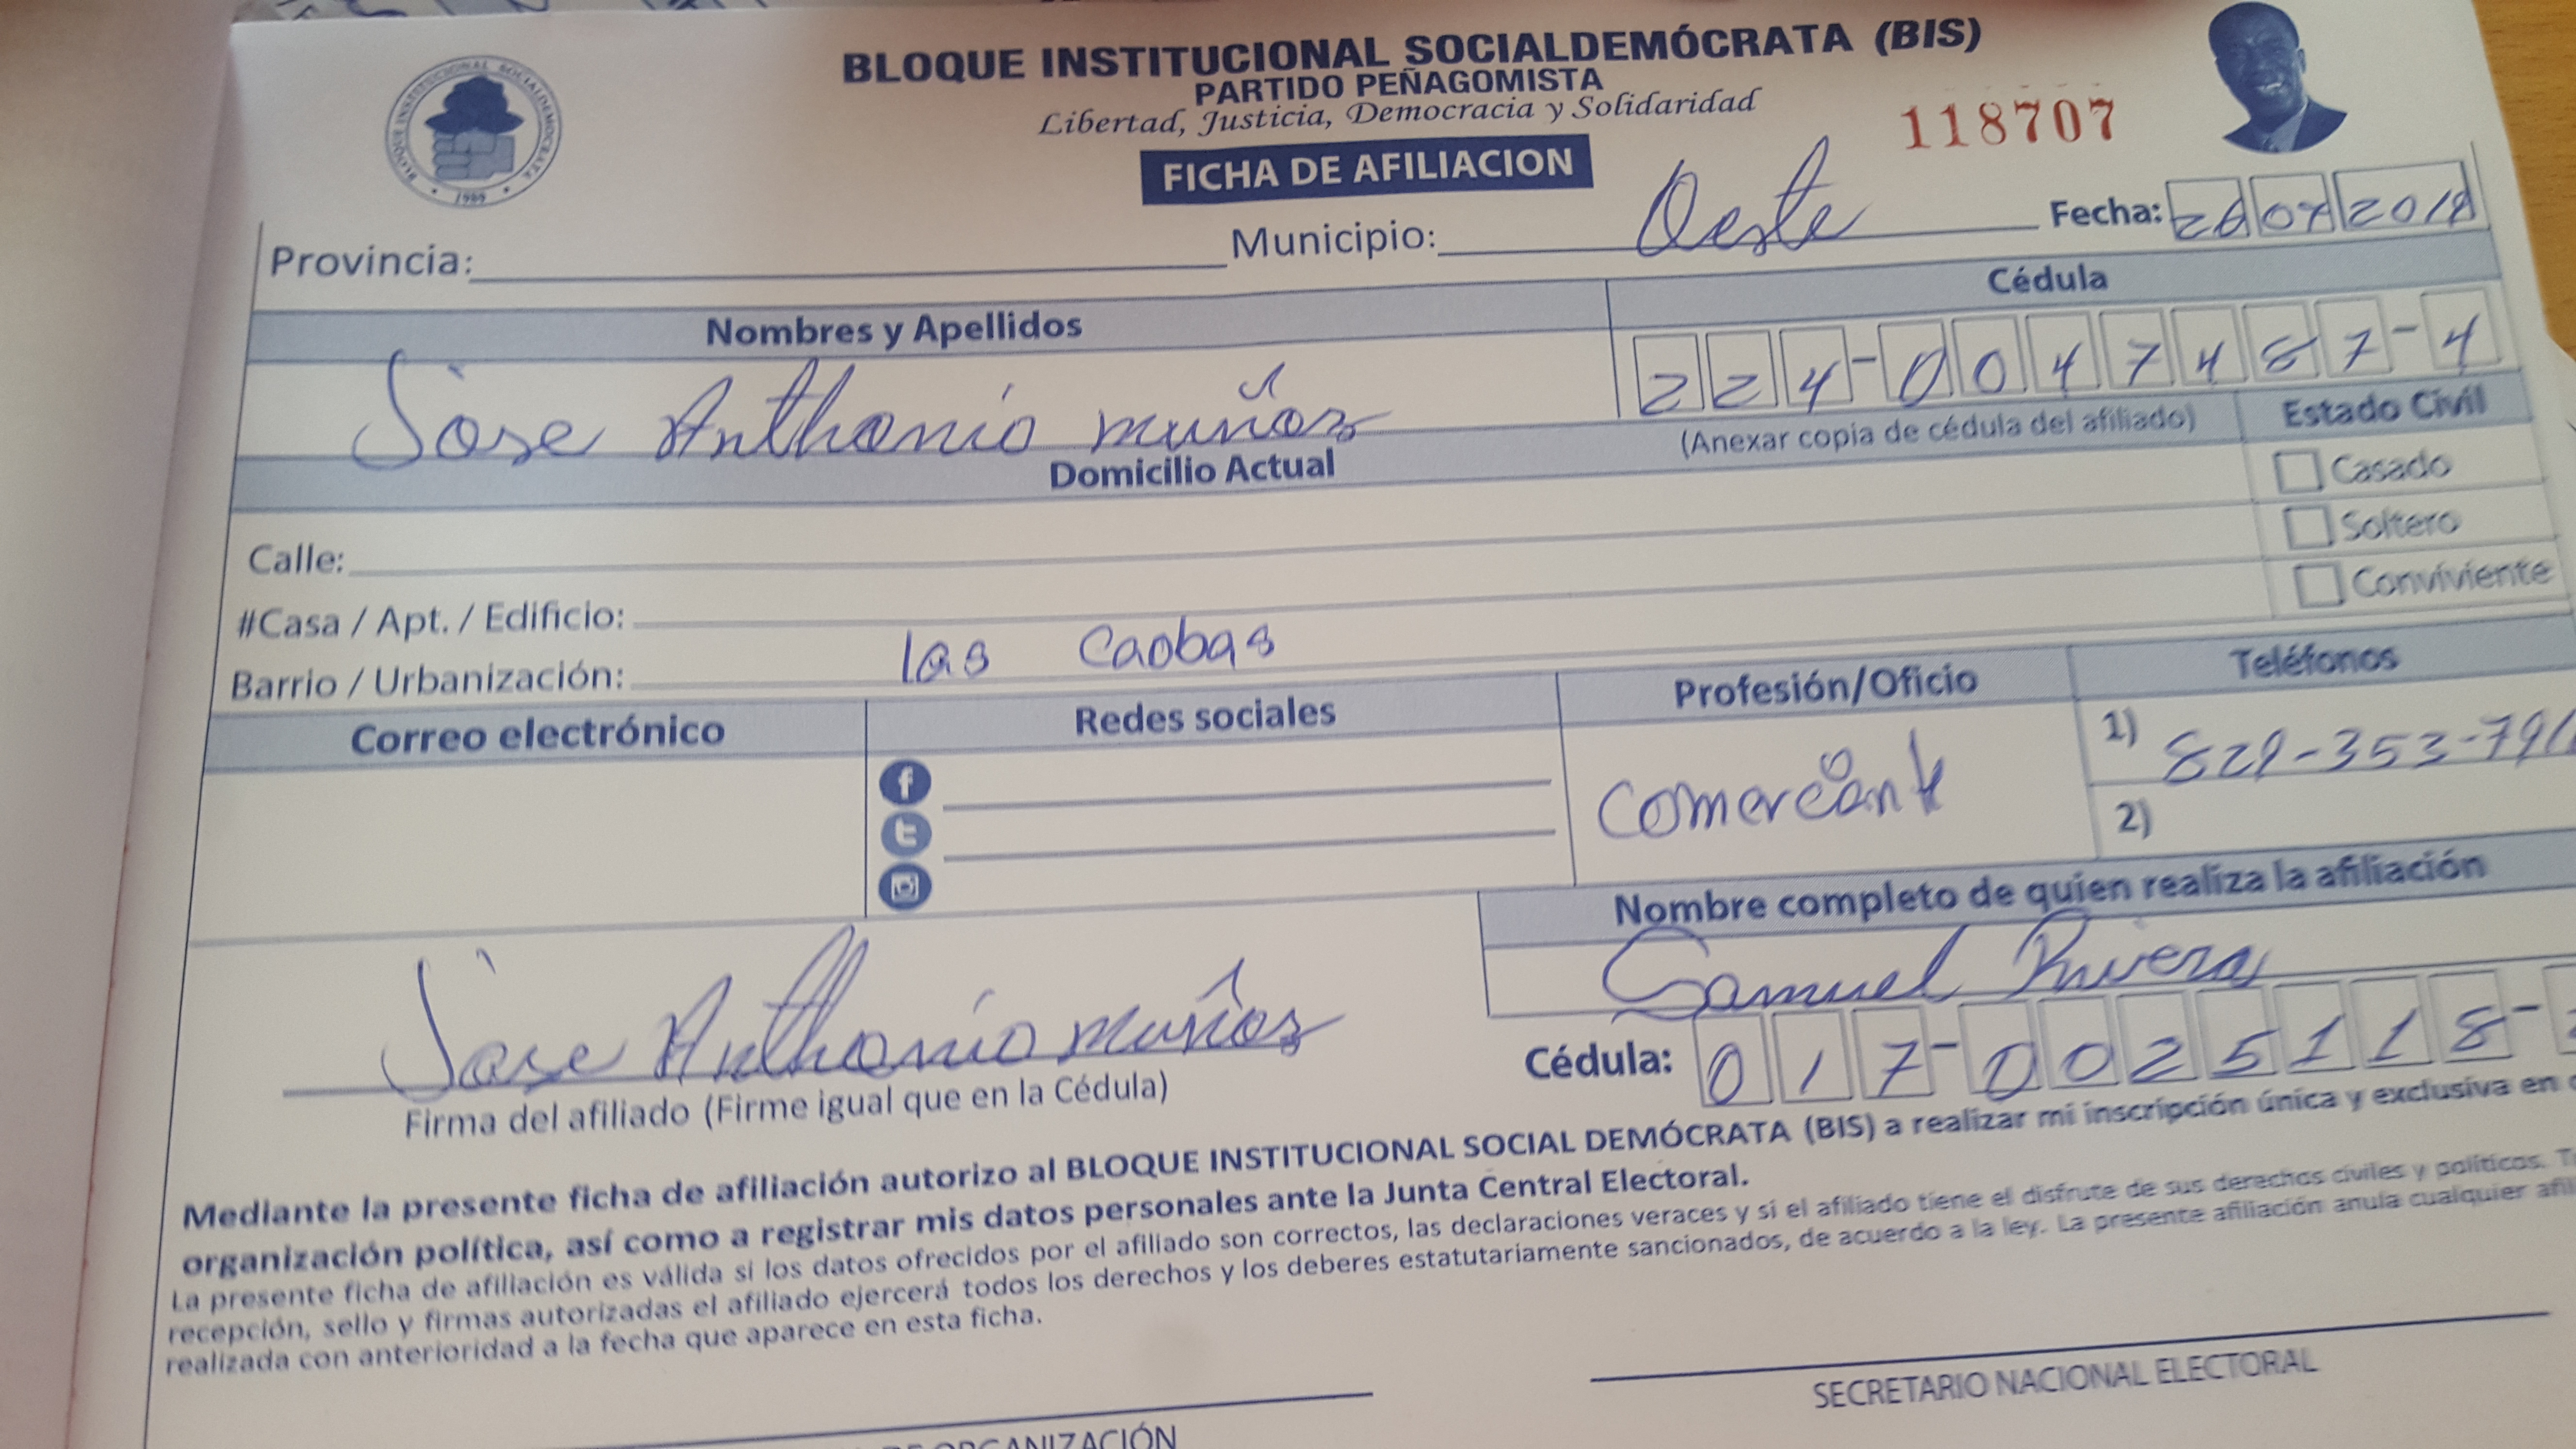 BLOQUE INSTITUCIONAL SOCIALDEMOCRATA
1989
BLOQUE INSTITUCIONAL SOCIALDEMÓCRATA (BIS)
PARTIDO PEÑAGOMISTA
Libertad, Justicia, Democracia y Solidaridad
118707
FICHA DE AFILIACION
Provincia: Municipio: Oeste Fecha: 26 07 2018
Nombres y Apellidos Cédula
Jose Anthonio muñoz 224-0047487-4
(Anexar copia de cédula del afiliado) Estado Civil
Domicilio Actual
Casado
Calle: Soltero
#Casa / Apt. / Edificio: Conviviente
Barrio / Urbanización: las caobas
Correo electrónico Redes sociales Profesión/Oficio Teléfonos
comerciante 1) 829-353-791
2)
Nombre completo de quien realiza la afiliación
Samuel Rivera
Jose Anthonio muñoz
Cédula: 017-0025118-
Firma del afiliado (Firme igual que en la Cédula)
Mediante la presente ficha de afiliación autorizo al BLOQUE INSTITUCIONAL SOCIAL DEMÓCRATA (BIS) a realizar mi inscripción única y exclusiva en
organización política, así como a registrar mis datos personales ante la Junta Central Electoral.
La presente ficha de afiliación es válida si los datos ofrecidos por el afiliado son correctos, las declaraciones veraces y si el afiliado tiene el disfrute de sus derechos civiles y políticos.
recepción, sello y firmas autorizadas el afiliado ejercerá todos los derechos y los deberes estatutariamente sancionados, de acuerdo a la ley. La presente afiliación anula cualquier
realizada con anterioridad a la fecha que aparece en esta ficha.
SECRETARIO NACIONAL ELECTORAL
ORGANIZACIÓN